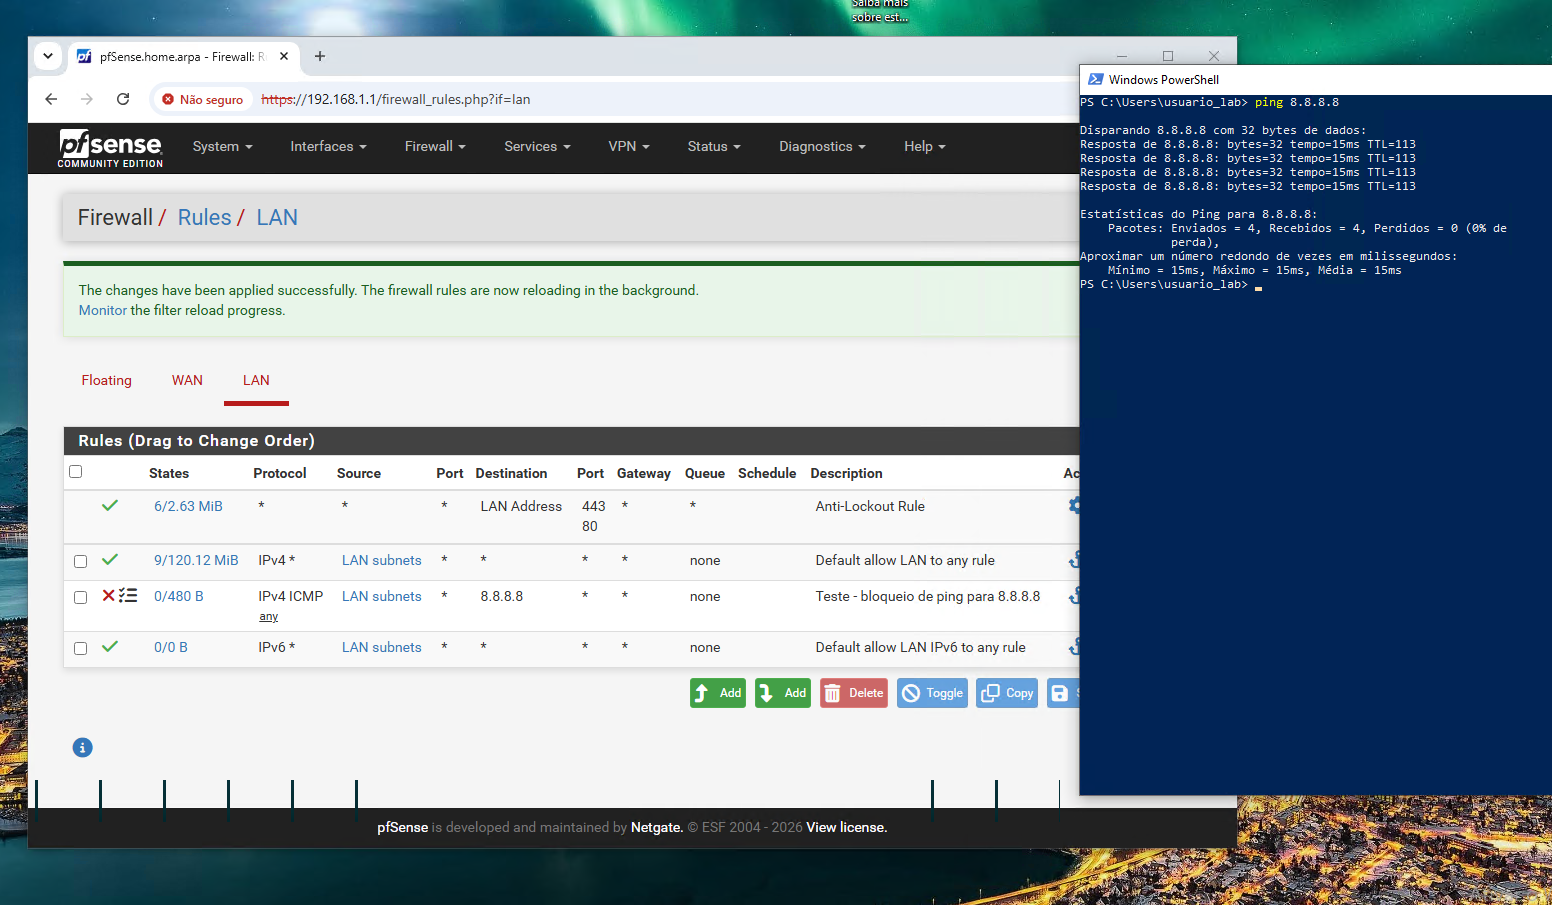 Saiba mais
sobre est...
pfSense.home.arpa - Firewall: R
Não seguro
https://192.168.1.1/firewall_rules.php?if=lan
pfsense
COMMUNITY EDITION
System
Interfaces
Firewall
Services
VPN
Status
Diagnostics
Help
Firewall / Rules / LAN
The changes have been applied successfully. The firewall rules are now reloading in the background.
Monitor the filter reload progress.
Floating
WAN
LAN
Rules (Drag to Change Order)
States Protocol Source Port Destination Port Gateway Queue Schedule Description Ac
6/2.63 MiB * * * LAN Address 443 * * Anti-Lockout Rule
80
9/120.12 MiB IPv4 * LAN subnets * * * * none Default allow LAN to any rule
0/480 B IPv4 ICMP LAN subnets * 8.8.8.8 * * none Teste - bloqueio de ping para 8.8.8.8
any
0/0 B IPv6 * LAN subnets * * * * none Default allow LAN IPv6 to any rule
Add
Add
Delete
Toggle
Copy
pfSense is developed and maintained by Netgate. © ESF 2004 - 2026 View license.
Windows PowerShell
PS C:\Users\usuario_lab> ping 8.8.8.8
Disparando 8.8.8.8 com 32 bytes de dados:
Resposta de 8.8.8.8: bytes=32 tempo=15ms TTL=113
Resposta de 8.8.8.8: bytes=32 tempo=15ms TTL=113
Resposta de 8.8.8.8: bytes=32 tempo=15ms TTL=113
Resposta de 8.8.8.8: bytes=32 tempo=15ms TTL=113
Estatísticas do Ping para 8.8.8.8:
Pacotes: Enviados = 4, Recebidos = 4, Perdidos = 0 (0% de
perda),
Aproximar um número redondo de vezes em milissegundos:
Mínimo = 15ms, Máximo = 15ms, Média = 15ms
PS C:\Users\usuario_lab>